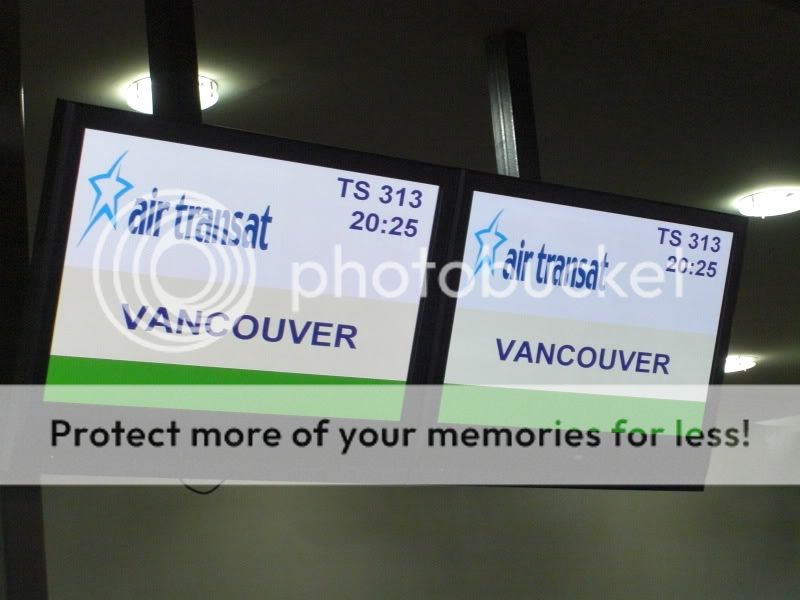 TS 313
20:25
air transat
VANCOUVER
TS 313
20:25
air transat
VANCOUVER
photobucket
Protect more of your memories for less!